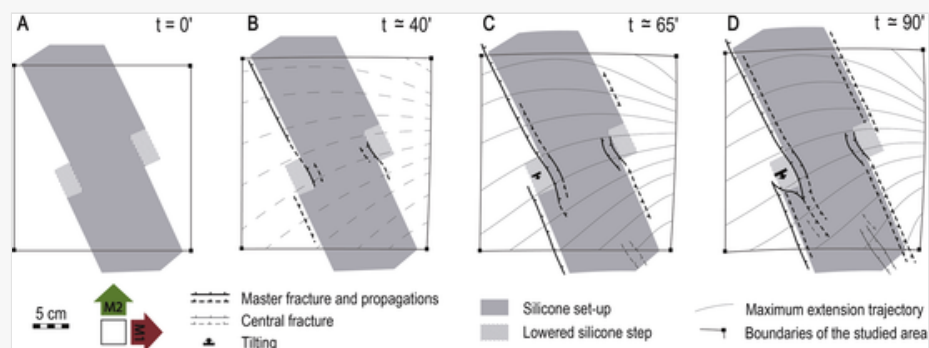 A t = 0'
B t ≃ 40'
C t ≃ 65'
D t ≃ 90'
5 cm
M2
M1
Master fracture and propagations
Central fracture
Tilting
Silicone set-up
Lowered silicone step
Maximum extension trajectory
Boundaries of the studied area